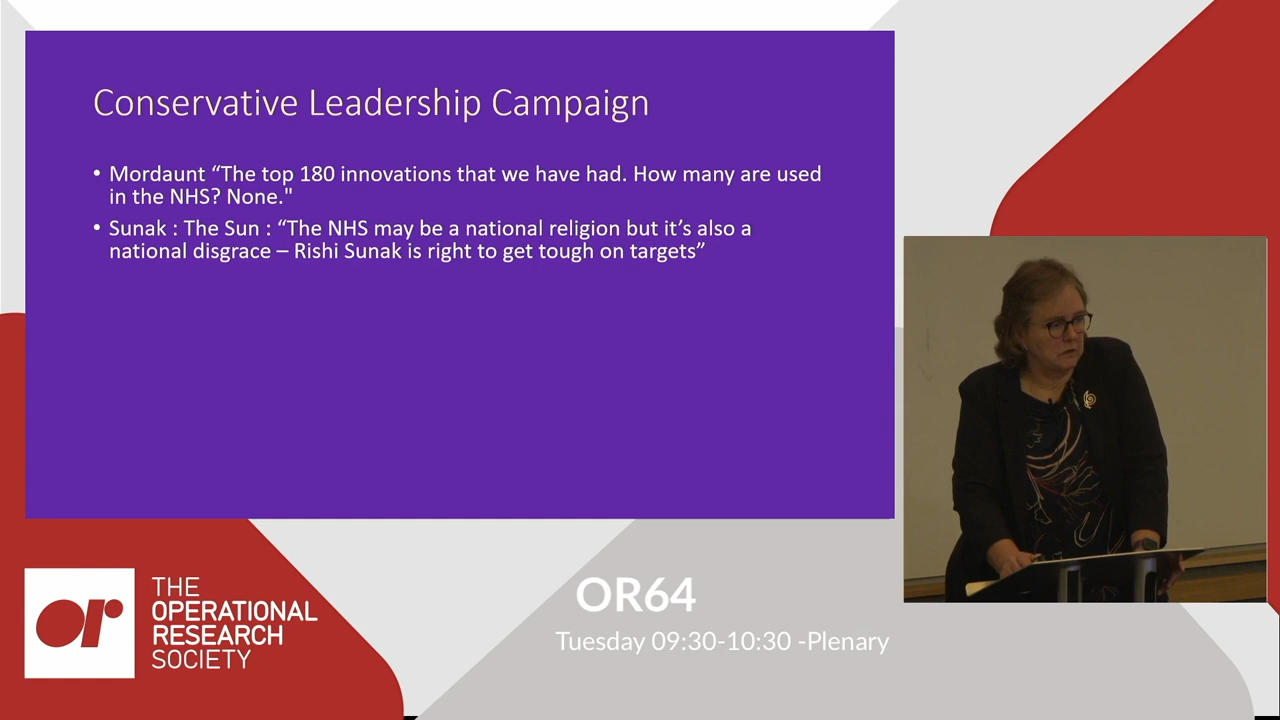 Conservative Leadership Campaign
• Mordaunt “The top 180 innovations that we have had. How many are used
in the NHS? None."
• Sunak : The Sun : “The NHS may be a national religion but it’s also a
national disgrace – Rishi Sunak is right to get tough on targets”
or
THE
OPERATIONAL
RESEARCH
SOCIETY
OR64
Tuesday 09:30-10:30 -Plenary